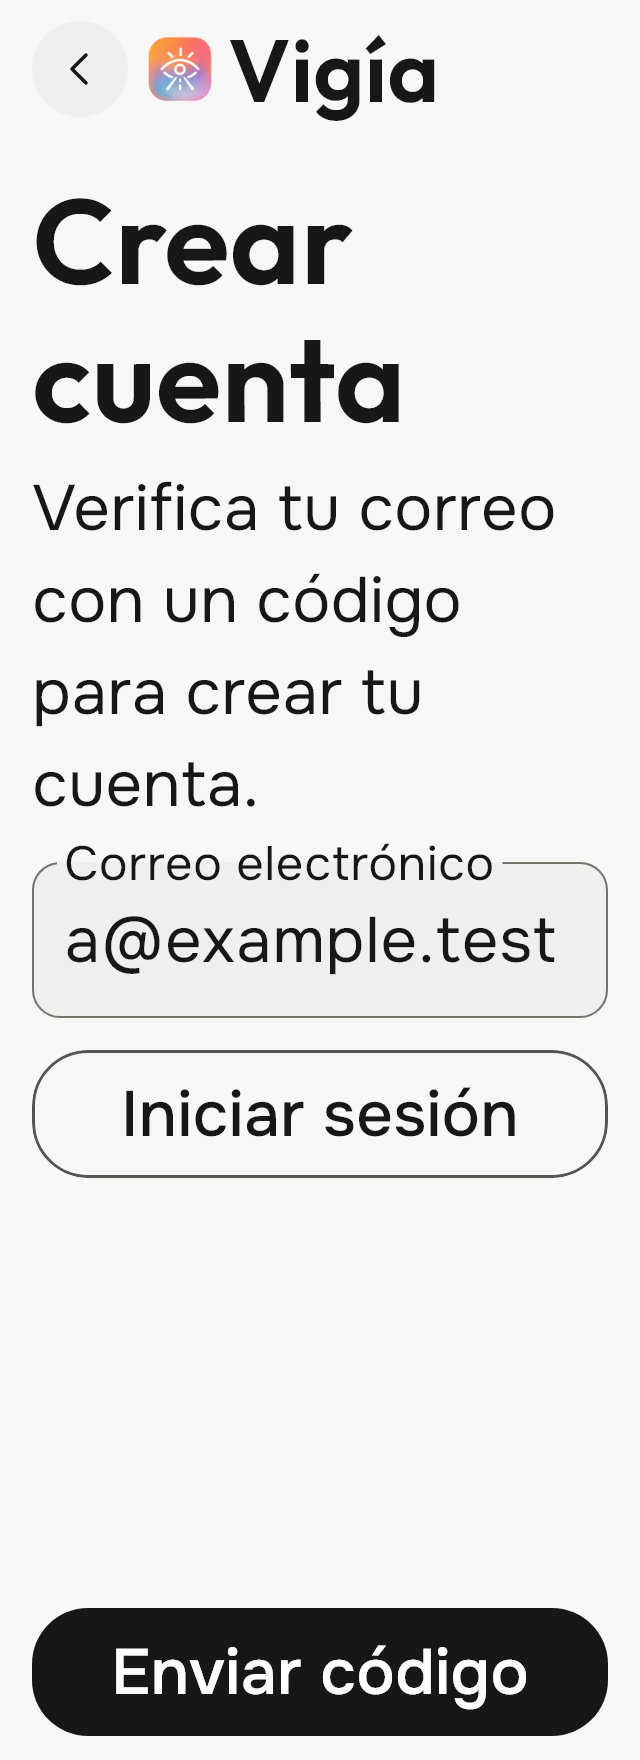 Vigía
Crear
cuenta
Verifica tu correo
con un código
para crear tu
cuenta.
Correo electrónico
a@example.test
Iniciar sesión
Enviar código